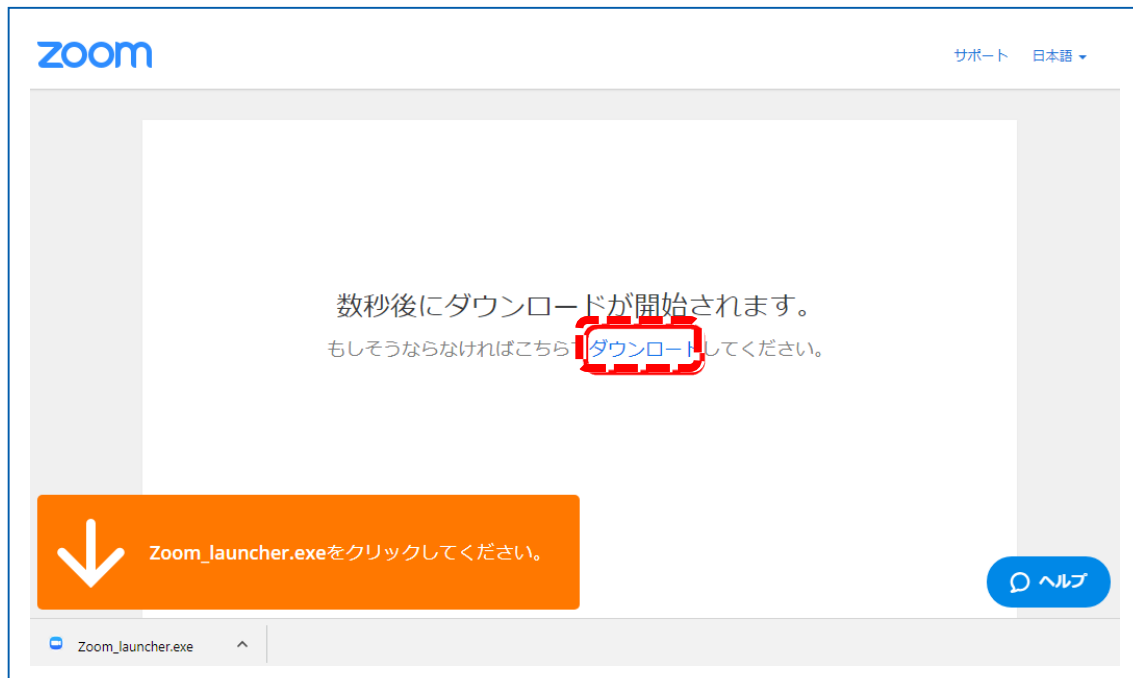 zoom
サポート 日本語
数秒後にダウンロードが開始されます。
もしそうならなければこちらでダウンロードしてください。
Zoom_launcher.exeをクリックしてください。
ヘルプ
Zoom_launcher.exe